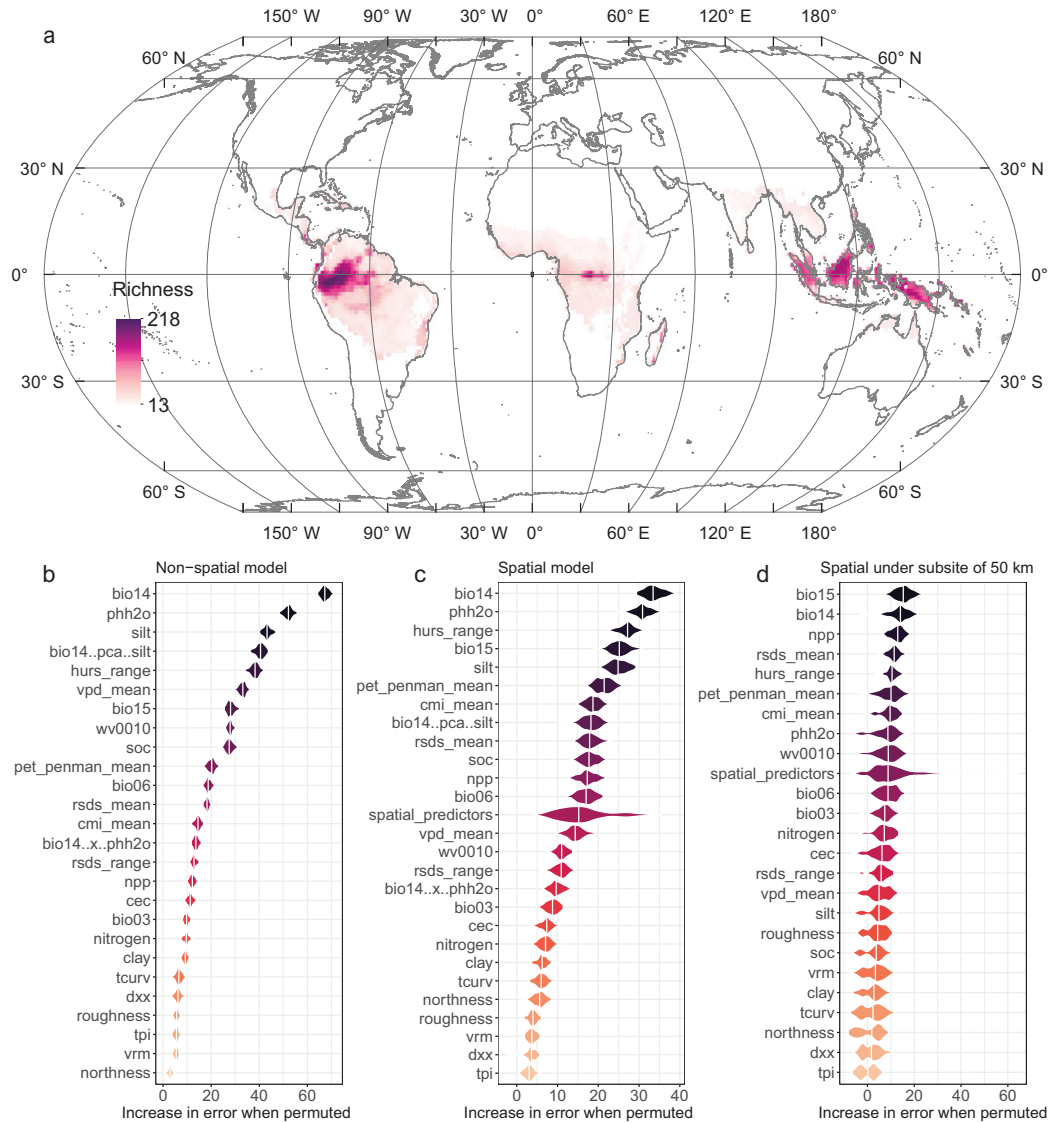 150° W 90° W 30° W 0° 60° E 120° E 180°
a
60° N 60° N
30° N 30° N
0° 0°
Richness
218
13
30° S 30° S
60° S 60° S
150° W 90° W 30° W 0° 60° E 120° E 180°
b Non−spatial model
bio14
phh2o
silt
bio14..pca..silt
hurs_range
vpd_mean
bio15
wv0010
soc
pet_penman_mean
bio06
rsds_mean
cmi_mean
bio14..x..phh2o
rsds_range
npp
cec
bio03
nitrogen
clay
tcurv
dxx
roughness
tpi
vrm
northness
0 20 40 60
Increase in error when permuted
c Spatial model
bio14
phh2o
hurs_range
bio15
silt
pet_penman_mean
cmi_mean
bio14..pca..silt
rsds_mean
soc
npp
bio06
spatial_predictors
vpd_mean
wv0010
rsds_range
bio14..x..phh2o
bio03
cec
nitrogen
clay
tcurv
northness
roughness
vrm
dxx
tpi
0 10 20 30 40
Increase in error when permuted
d Spatial under subsite of 50 km
bio15
bio14
npp
rsds_mean
hurs_range
pet_penman_mean
cmi_mean
phh2o
wv0010
spatial_predictors
bio06
bio03
nitrogen
cec
rsds_range
vpd_mean
silt
roughness
soc
vrm
clay
tcurv
northness
dxx
tpi
0 20 40 60
Increase in error when permuted